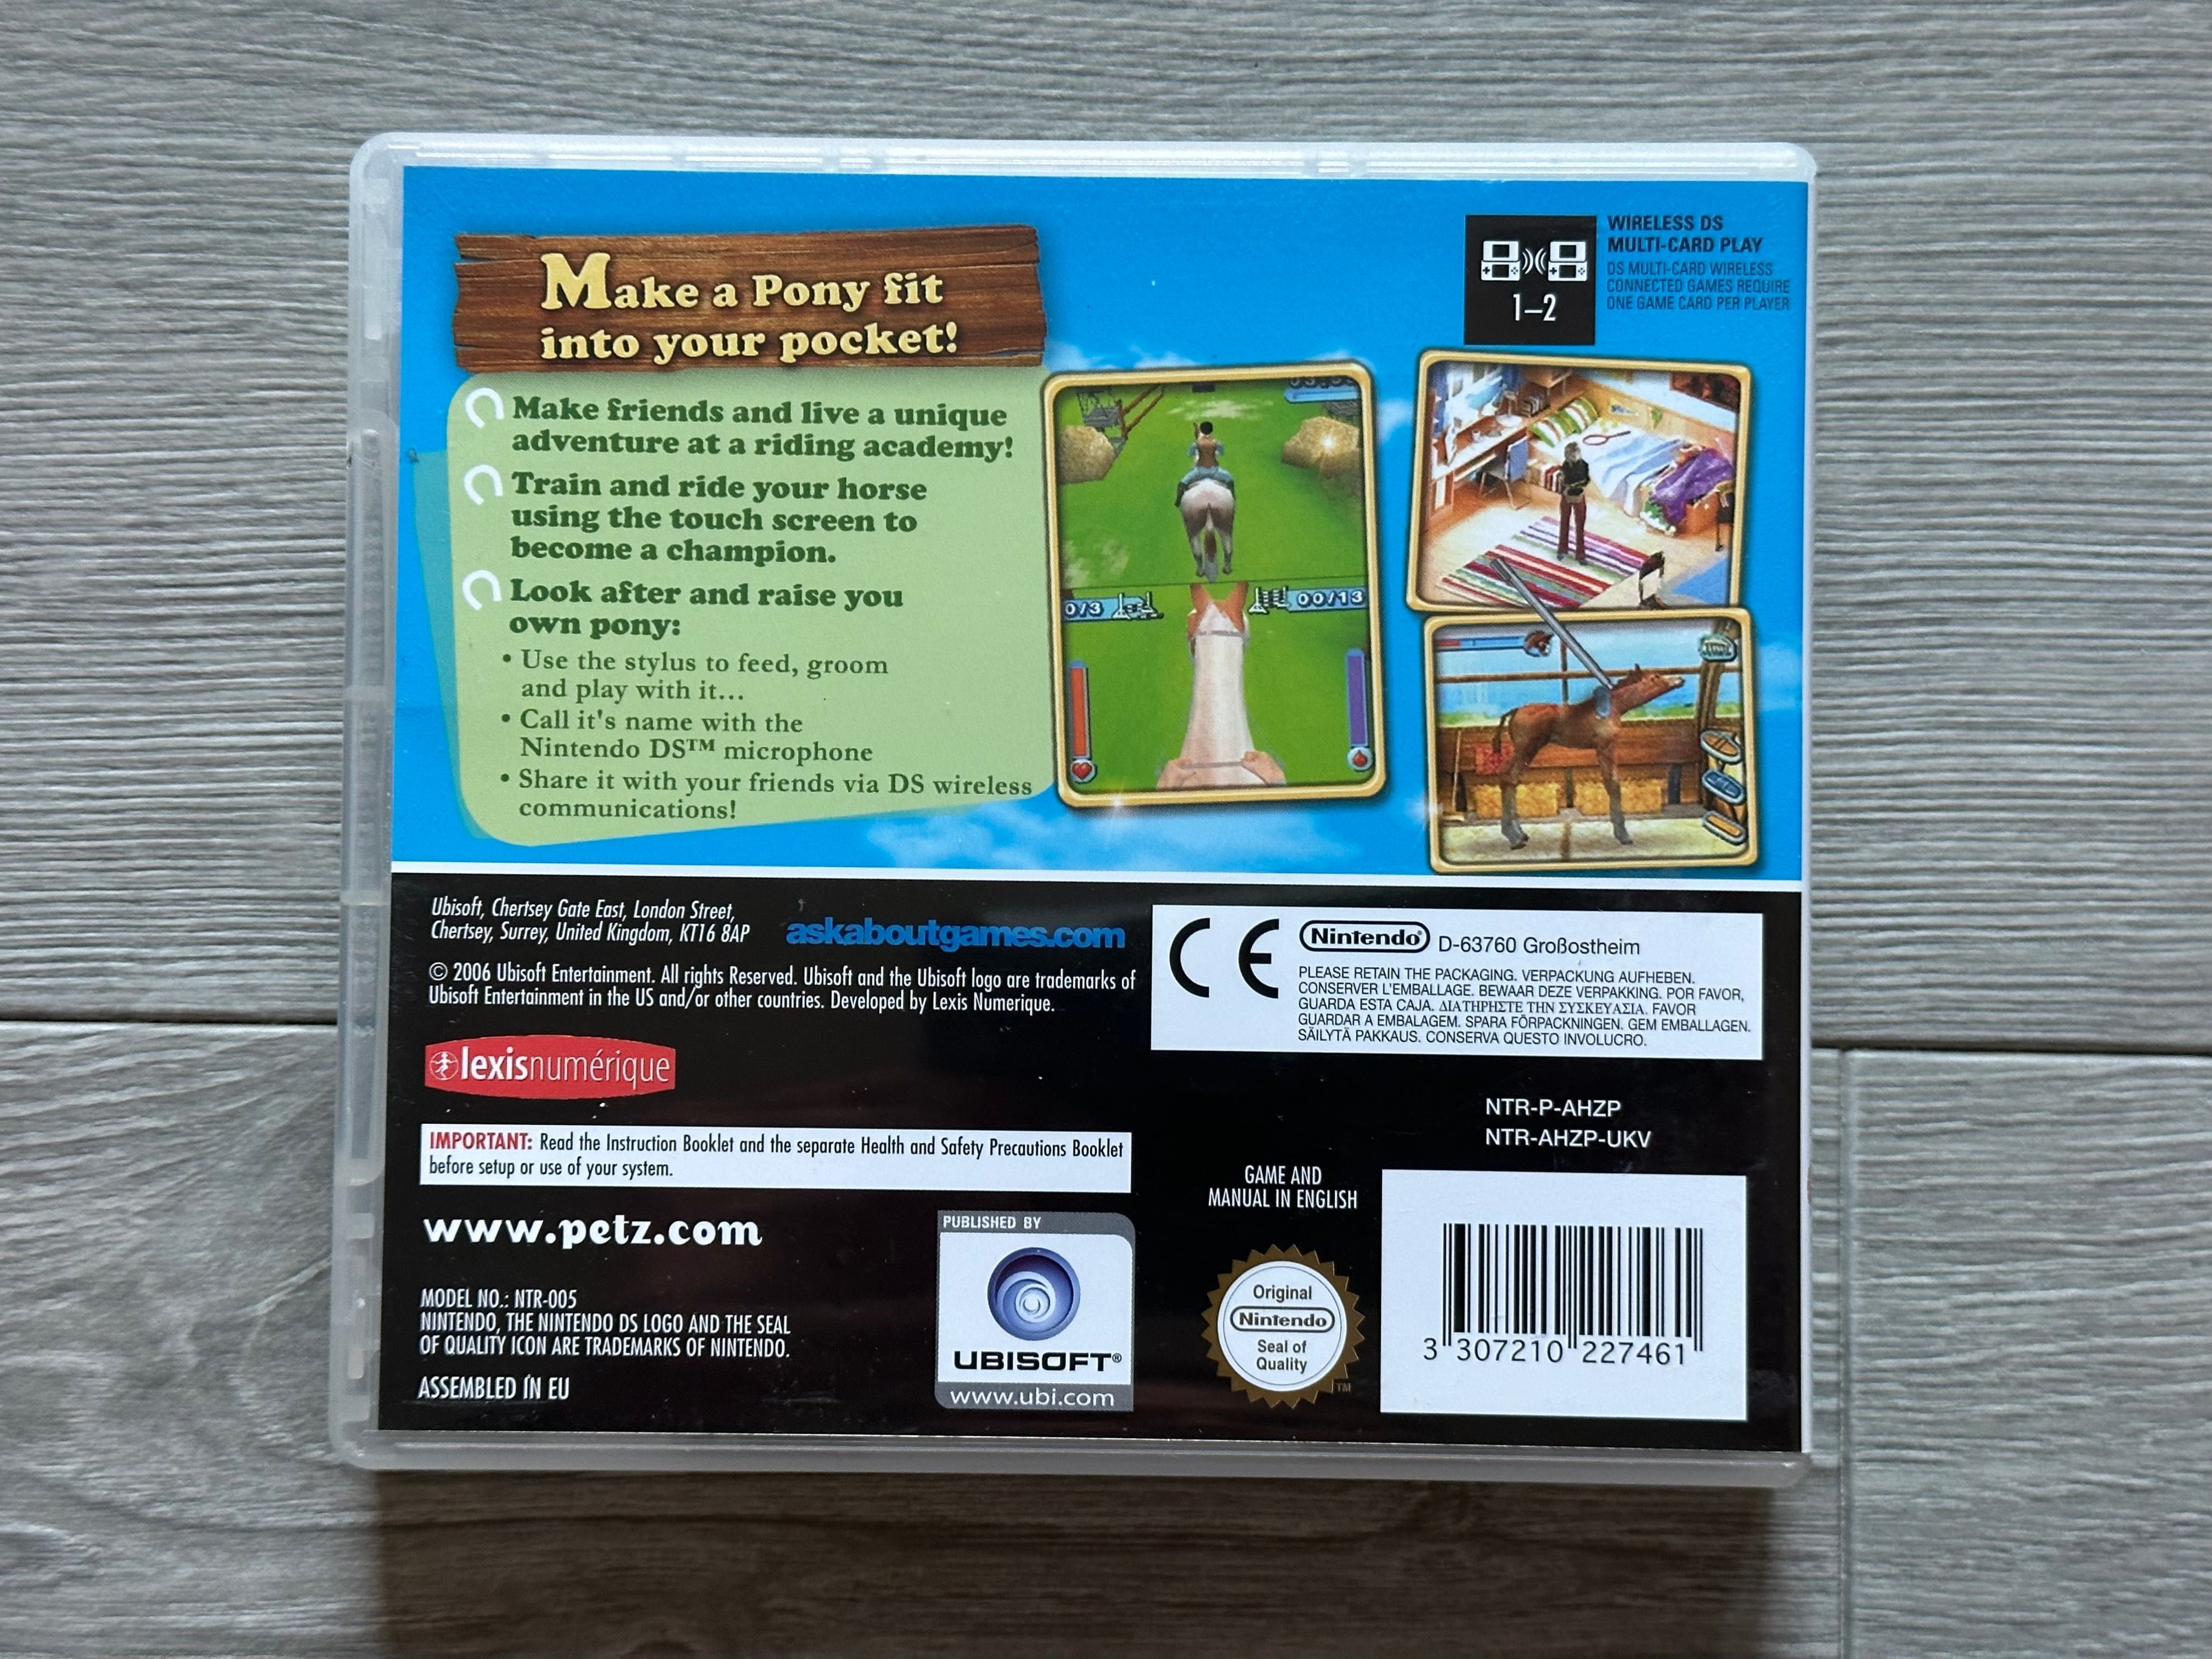 Make a Pony fit
into your pocket!
Make friends and live a unique
adventure at a riding academy!
Train and ride your horse
using the touch screen to
become a champion.
Look after and raise you
own pony:
• Use the stylus to feed, groom
and play with it...
• Call it's name with the
Nintendo DS™ microphone
• Share it with your friends via DS wireless
communications!
1–2
WIRELESS DS
MULTI-CARD PLAY
DS MULTI-CARD WIRELESS
CONNECTED GAMES REQUIRE
ONE GAME CARD PER PLAYER
0/3
00/13
Ubisoft, Chertsey Gate East, London Street,
Chertsey, Surrey, United Kingdom, KT16 8AP
askaboutgames.com
© 2006 Ubisoft Entertainment. All rights Reserved. Ubisoft and the Ubisoft logo are trademarks of
Ubisoft Entertainment in the US and/or other countries. Developed by Lexis Numerique.
lexisnumérique
CE
Nintendo® D-63760 Großostheim
PLEASE RETAIN THE PACKAGING. VERPACKUNG AUFHEBEN.
CONSERVER L'EMBALLAGE. BEWAAR DEZE VERPAKKING. POR FAVOR,
GUARDA ESTA CAJA. ΔΙΑΤΗΡΗΣΤΕ ΤΗΝ ΣΥΣΚΕΥΑΣΙΑ. FAVOR
GUARDAR A EMBALAGEM. SPARA FÖRPACKNINGEN. GEM EMBALLAGEN.
SÄILYTÄ PAKKAUS. CONSERVA QUESTO INVOLUCRO.
IMPORTANT: Read the Instruction Booklet and the separate Health and Safety Precautions Booklet
before setup or use of your system.
www.petz.com
MODEL NO.: NTR-005
NINTENDO, THE NINTENDO DS LOGO AND THE SEAL
OF QUALITY ICON ARE TRADEMARKS OF NINTENDO.
ASSEMBLED IN EU
PUBLISHED BY
UBISOFT®
www.ubi.com
NTR-P-AHZP
NTR-AHZP-UKV
GAME AND
MANUAL IN ENGLISH
Original
Nintendo
Seal of
Quality
TM
3 307210 227461